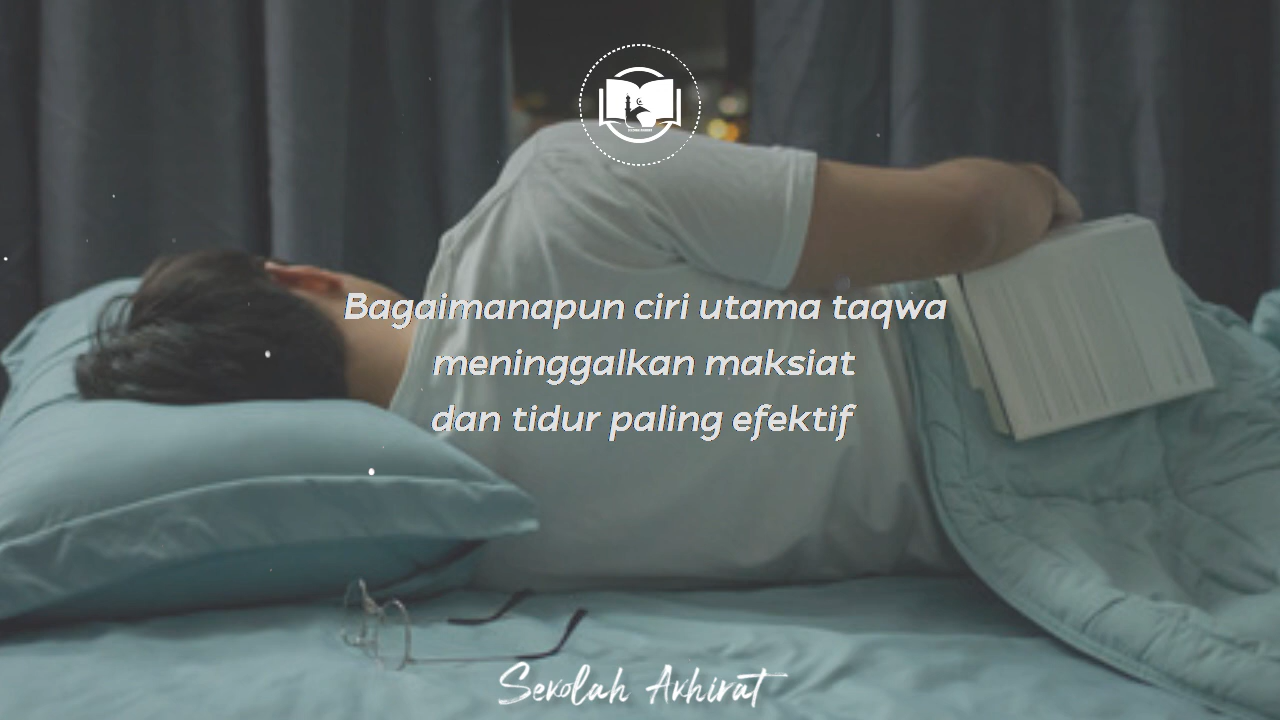 Bagaimanapun ciri utama taqwa
meninggalkan maksiat
dan tidur paling efektif
Sekolah Akhirat